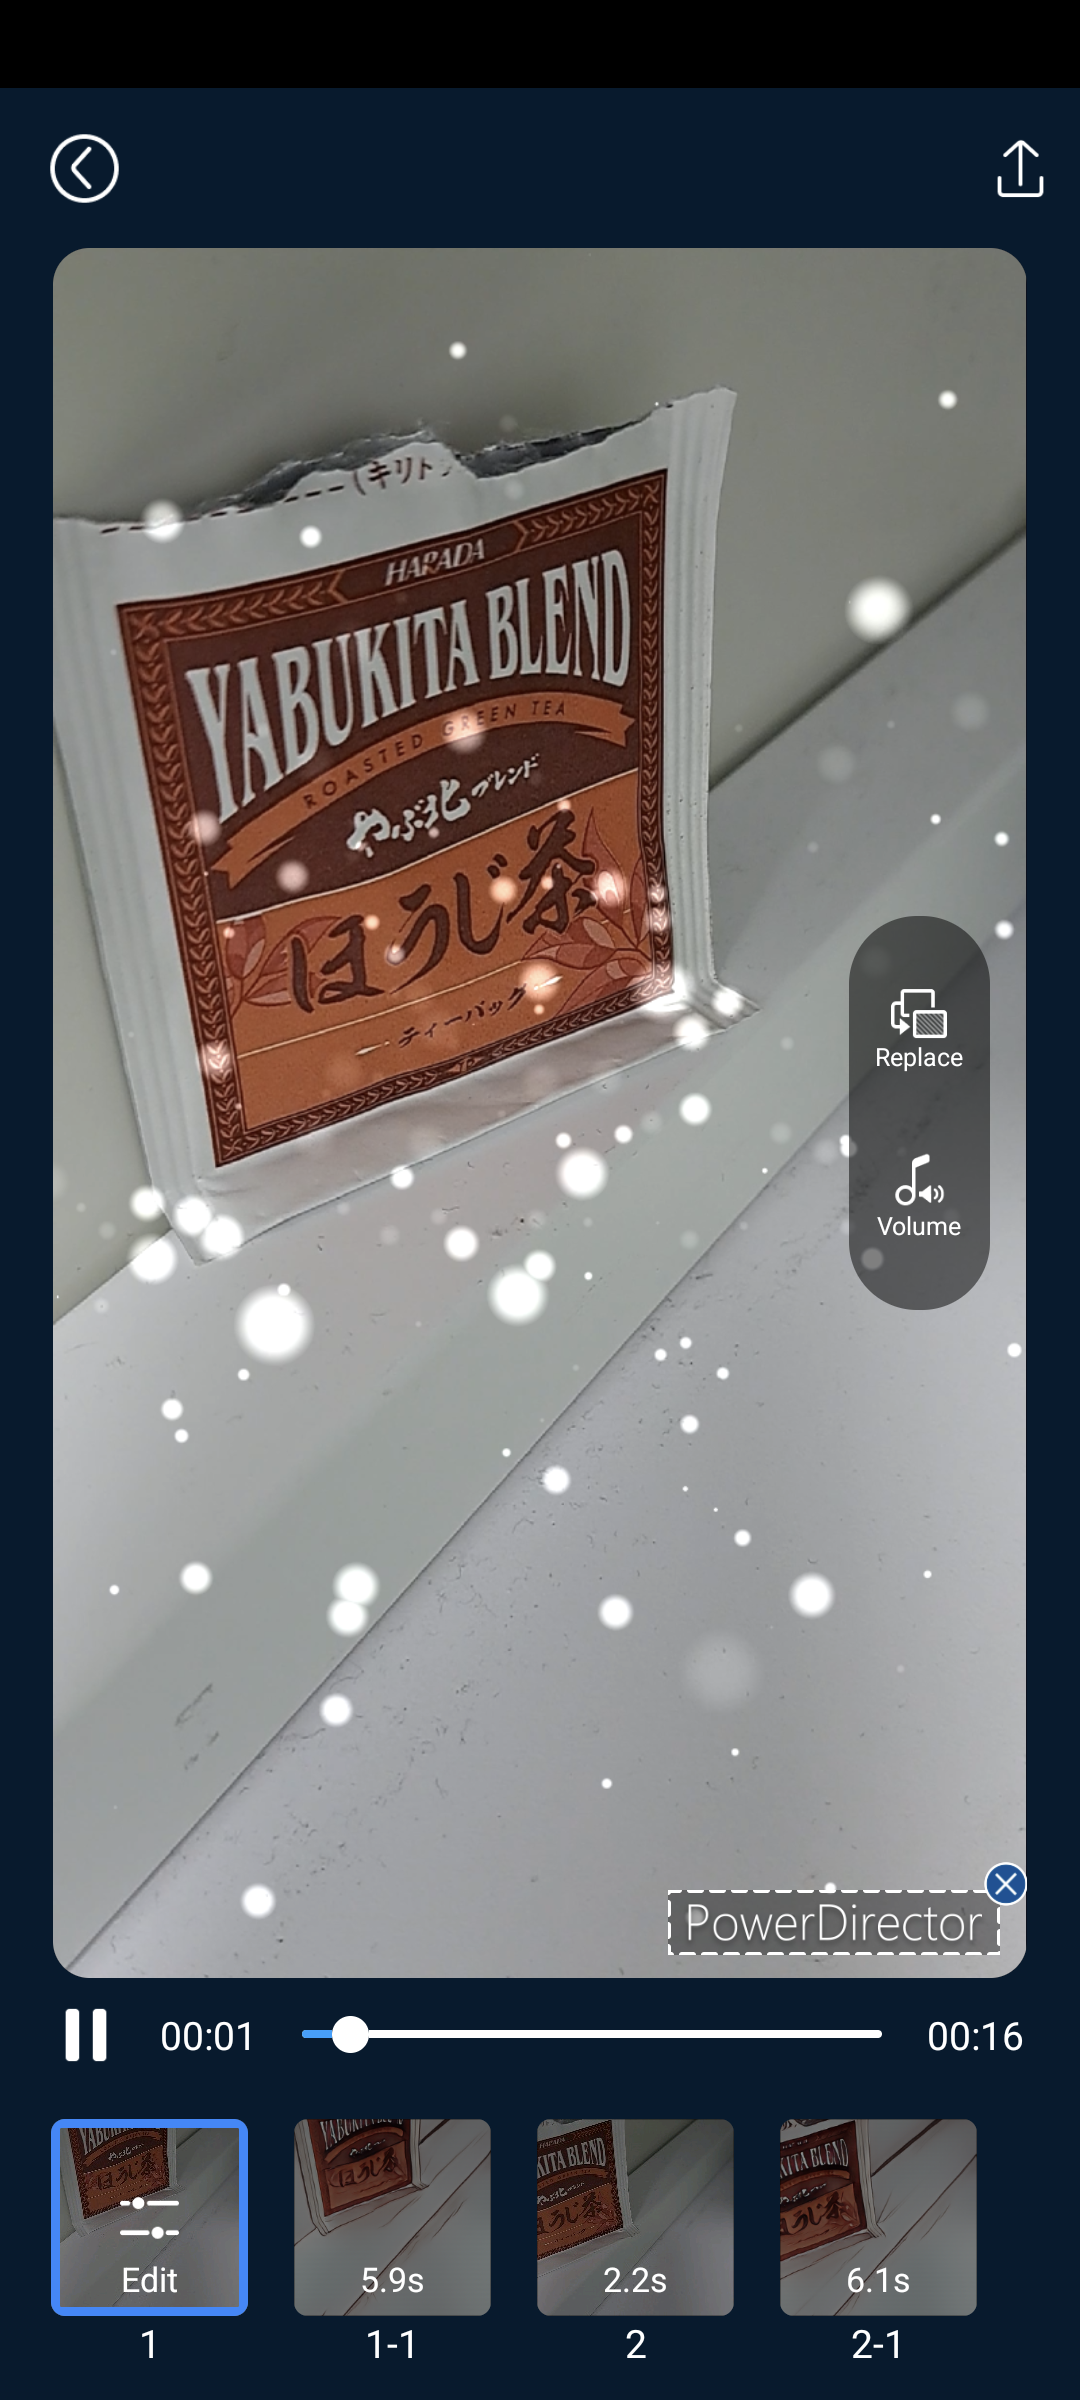 (キリト
HARADA
YABUKITA BLEND
ROASTED GREEN TEA
やぶ北ブレンド
ほうじ茶
ティーバッグ
Replace
Volume
PowerDirector
00:01
00:16
Edit
5.9s
2.2s
6.1s
1
1-1
2
2-1